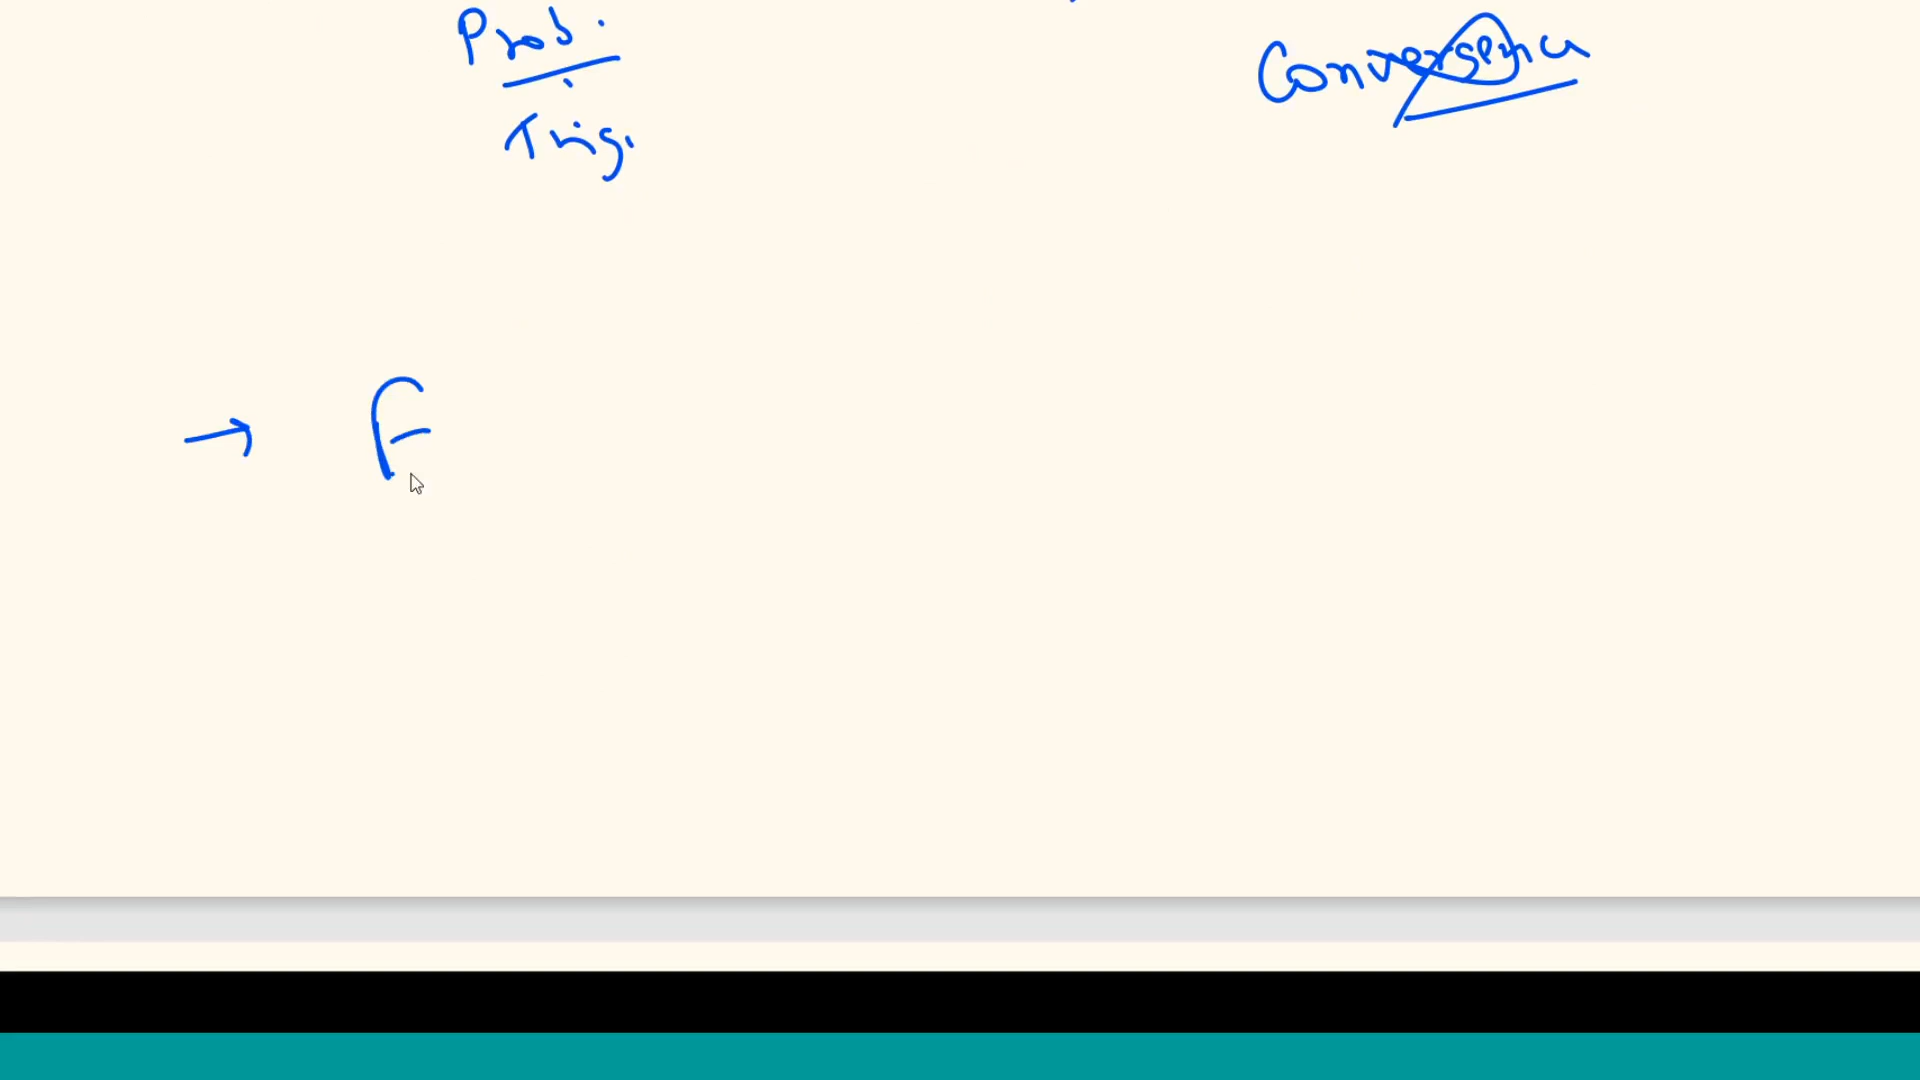 Prob.
Trig.
Convergence
→ F